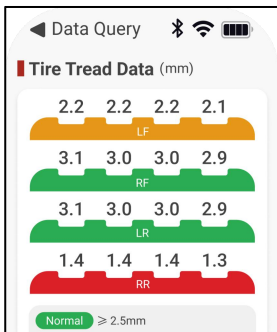 Data Query
Tire Tread Data (mm)
2.2 2.2 2.2 2.1
LF
3.1 3.0 3.0 2.9
RF
3.1 3.0 3.0 2.9
LR
1.4 1.4 1.4 1.3
RR
Normal ⩾ 2.5mm